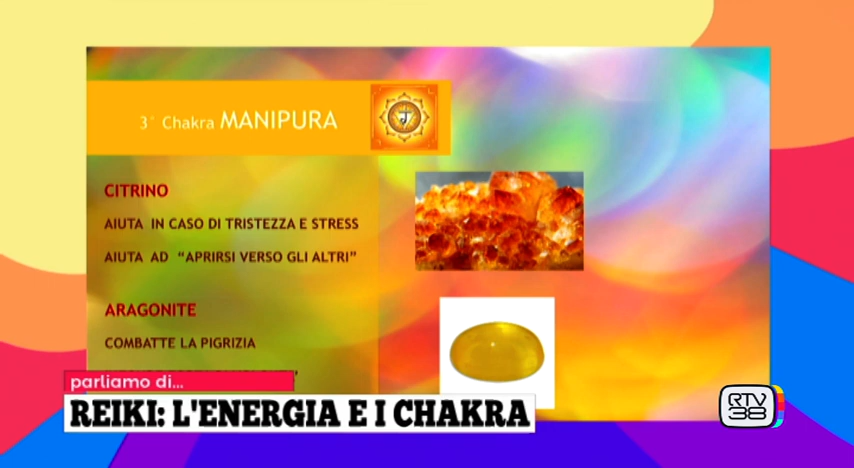 3° Chakra MANIPURA
CITRINO
AIUTA IN CASO DI TRISTEZZA E STRESS
AIUTA AD “APRIRSI VERSO GLI ALTRI”
ARAGONITE
COMBATTE LA PIGRIZIA
parliamo di...
REIKI: L'ENERGIA E I CHAKRA
RTV
38